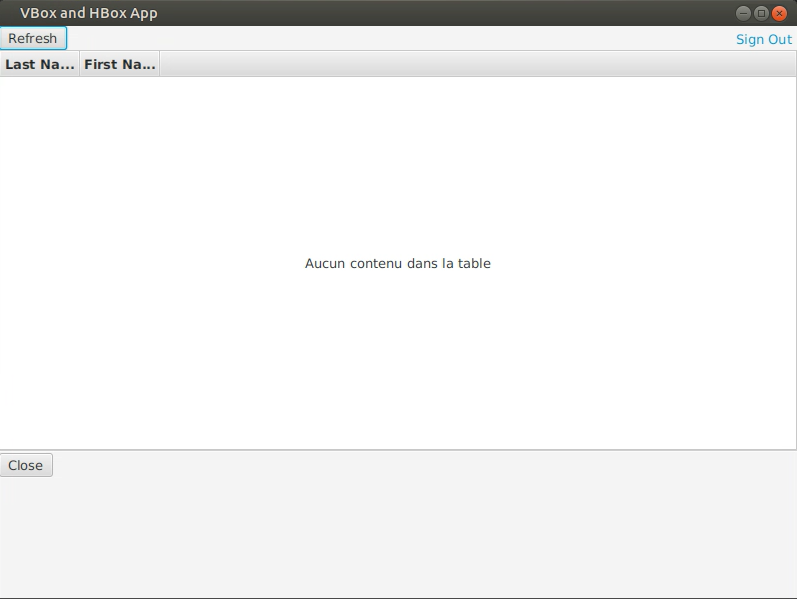 VBox and HBox App
Refresh
Sign Out
Last Na...
First Na...
Aucun contenu dans la table
Close